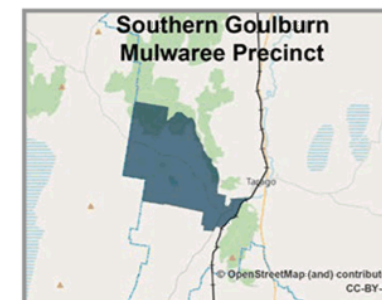 Southern Goulburn
Mulwaree Precinct
Tarago
© OpenStreetMap (and) contribut
CC-BY-